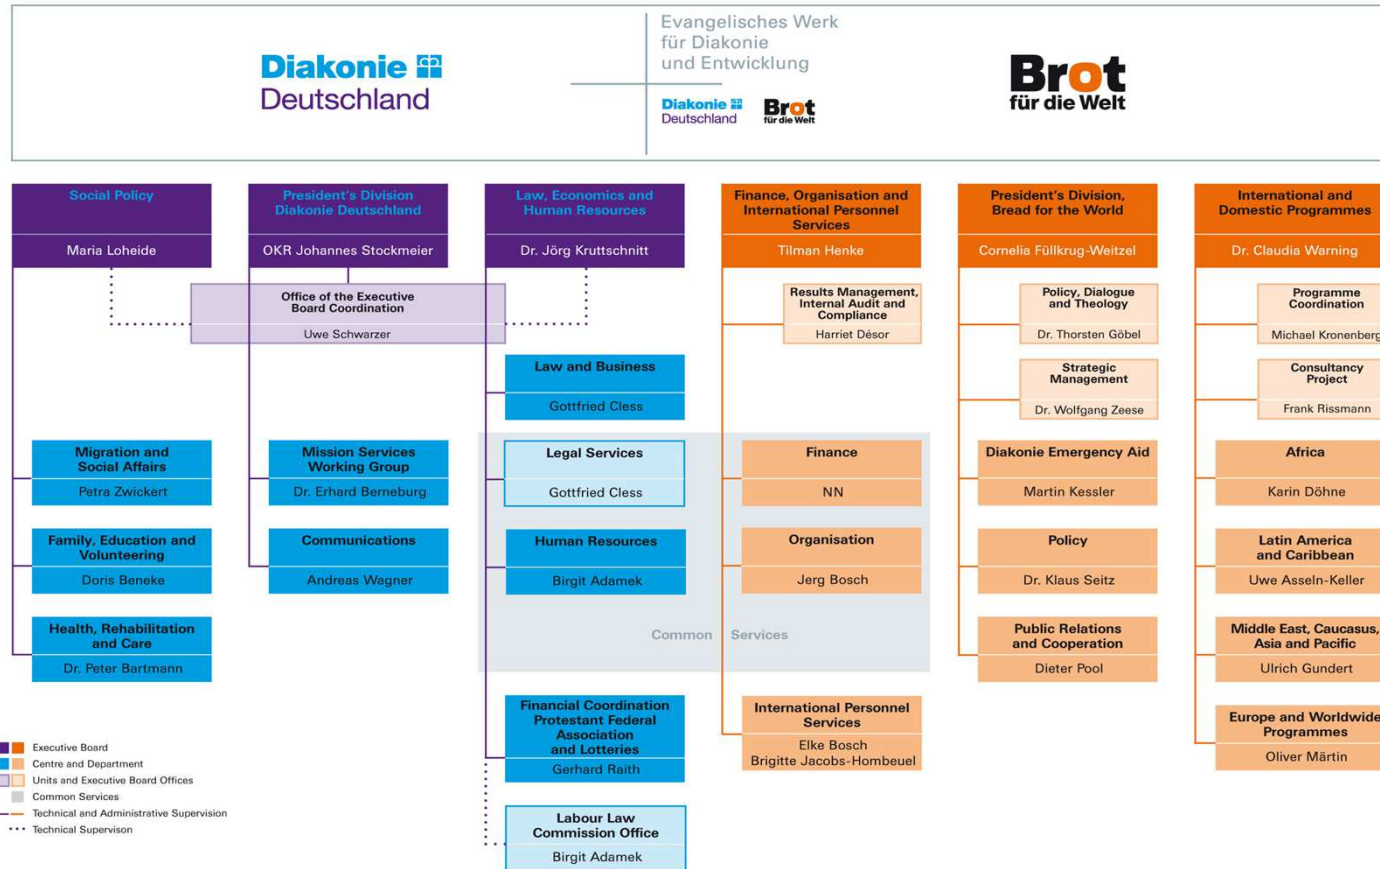 Diakonie
Deutschland
Evangelisches Werk
für Diakonie
und Entwicklung
Diakonie
Deutschland
Brot
für die Welt
Brot
für die Welt
Social Policy
Maria Loheide
President's Division
Diakonie Deutschland
OKR Johannes Stockmeier
Law, Economics and
Human Resources
Dr. Jörg Kruttschnitt
Finance, Organisation and
International Personnel
Services
Tilman Henke
President's Division,
Bread for the World
Cornelia Füllkrug-Weitzel
International and
Domestic Programmes
Dr. Claudia Warning
Office of the Executive
Board Coordination
Uwe Schwarzer
Results Management,
Internal Audit and
Compliance
Harriet Désor
Policy, Dialogue
and Theology
Dr. Thorsten Göbel
Programme
Coordination
Michael Kronenberg
Law and Business
Gottfried Cless
Strategic
Management
Dr. Wolfgang Zeese
Consultancy
Project
Frank Rissmann
Migration and
Social Affairs
Petra Zwickert
Mission Services
Working Group
Dr. Erhard Berneburg
Legal Services
Gottfried Cless
Finance
NN
Diakonie Emergency Aid
Martin Kessler
Africa
Karin Döhne
Family, Education and
Volunteering
Doris Beneke
Communications
Andreas Wagner
Human Resources
Birgit Adamek
Organisation
Jerg Bosch
Policy
Dr. Klaus Seitz
Latin America
and Caribbean
Uwe Asseln-Keller
Health, Rehabilitation
and Care
Dr. Peter Bartmann
Common Services
Public Relations
and Cooperation
Dieter Pool
Middle East, Caucasus,
Asia and Pacific
Ulrich Gundert
Financial Coordination
Protestant Federal
Association
and Lotteries
Gerhard Raith
International Personnel
Services
Elke Bosch
Brigitte Jacobs-Hombeuel
Europe and Worldwide
Programmes
Oliver Märtin
Labour Law
Commission Office
Birgit Adamek
Executive Board
Centre and Department
Units and Executive Board Offices
Common Services
Technical and Administrative Supervision
Technical Supervison